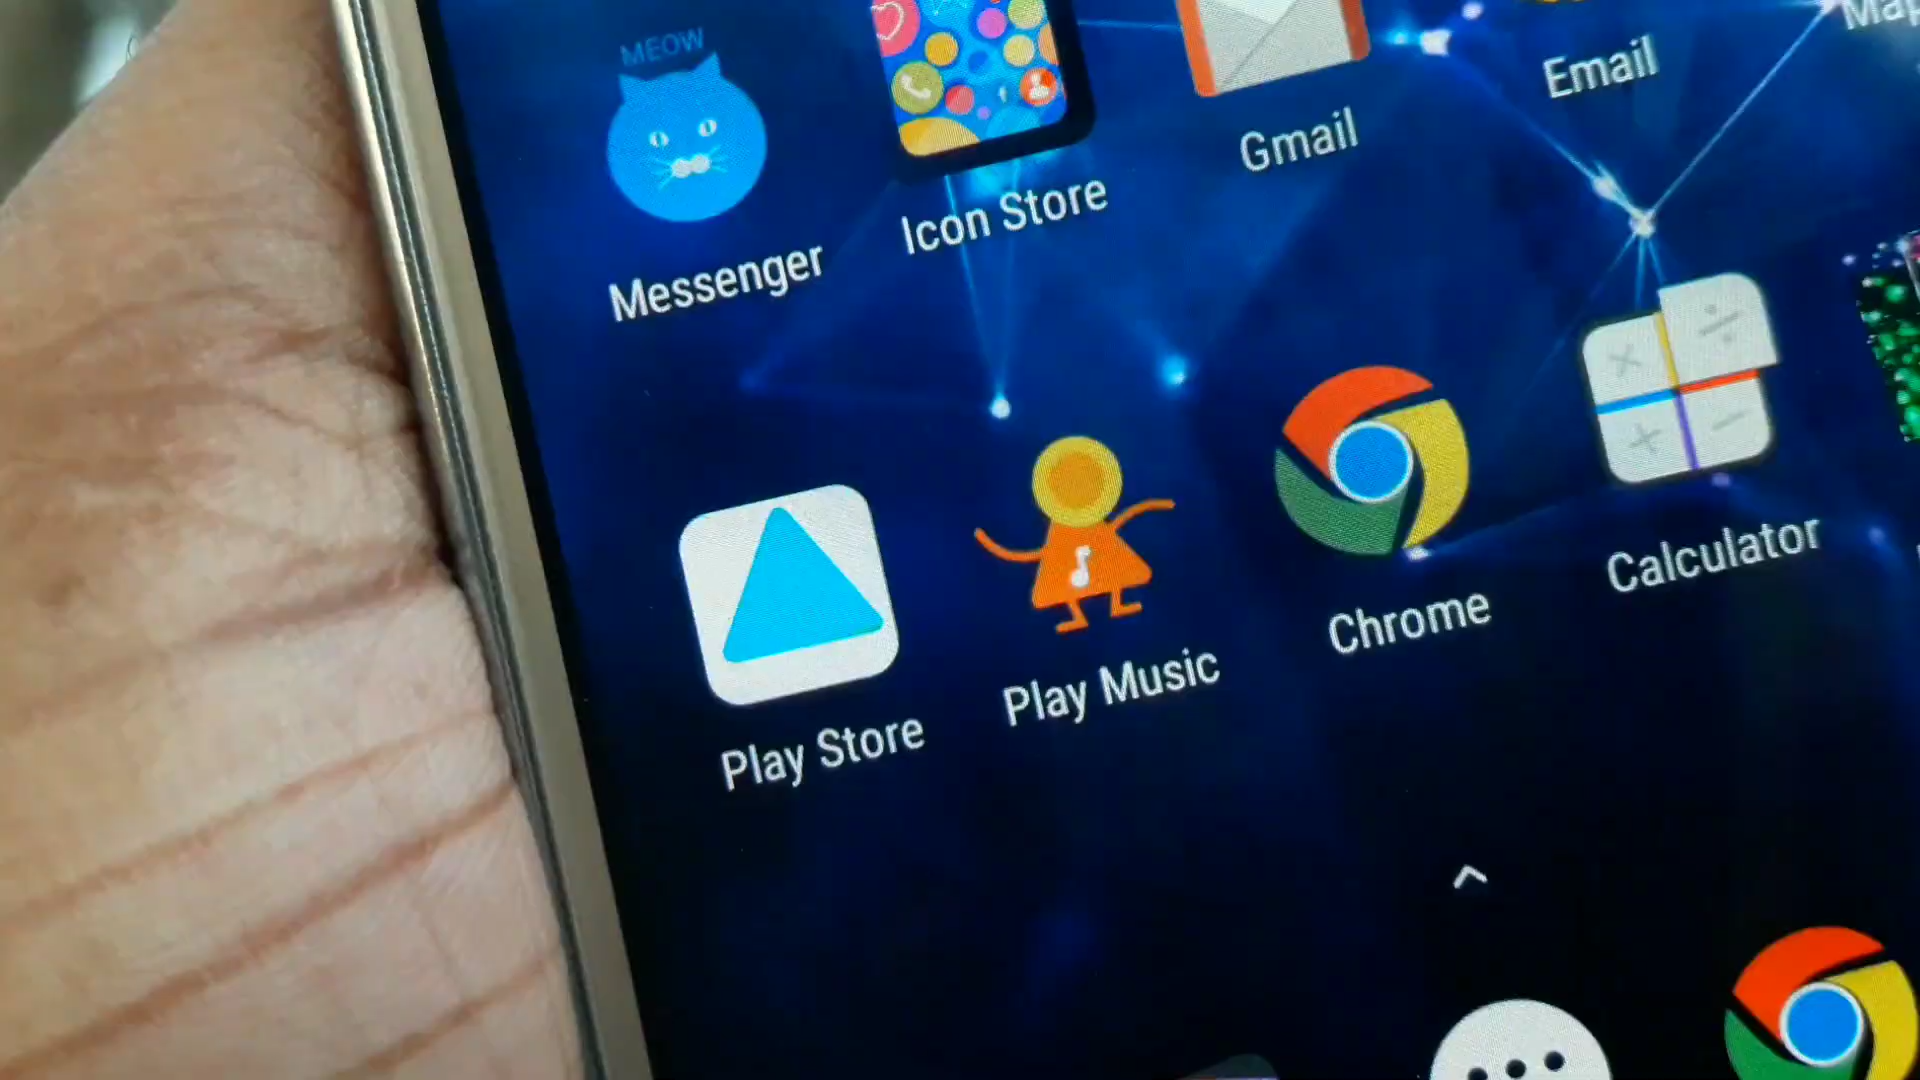 MEOW
Messenger
Icon Store
Gmail
Email
Play Store
Play Music
Chrome
Calculator